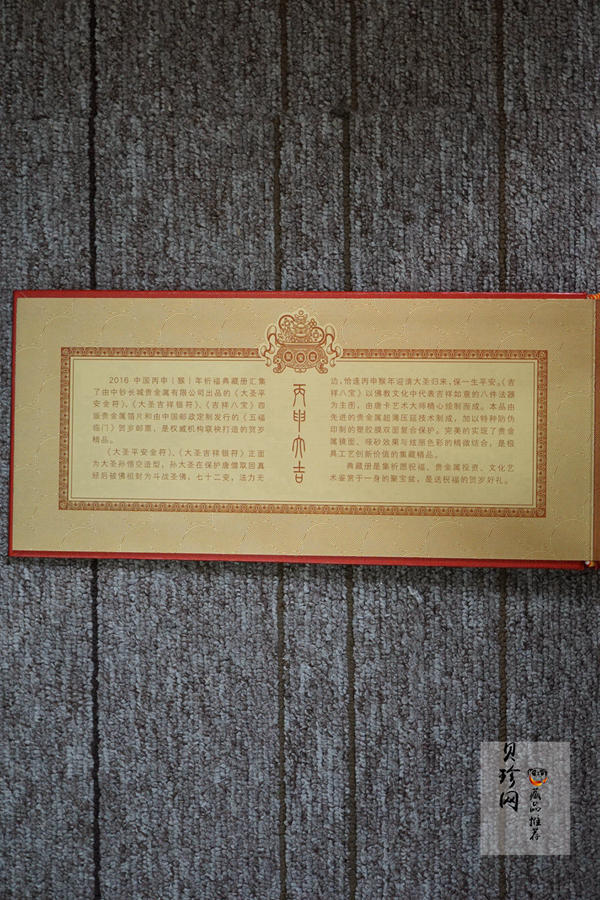 2016 中国丙申(猴)年祈福典藏册汇集
了由中钞长城贵金属有限公司出品的《大圣平
安金符》、《大圣吉祥银符》、《吉祥八宝》四
版贵金属箔片和由中国邮政定制发行的《五福
临门》贺岁邮票，是权威机构联袂打造的贺岁
精品。
《大圣平安金符》、《大圣吉祥银符》正面
为大圣孙悟空造型，孙大圣在保护唐僧取回真
经后被佛祖封为斗战圣佛，七十二变，法力无
丙申大吉
边，恰逢丙申猴年迎请大圣归来，保一生平安。《吉
祥八宝》以佛教文化中代表吉祥如意的八件法器
为主图，由唐卡艺术大师精心绘制而成。本品由
先进的贵金属超薄压延技术制成，加以特种防伪
印制的塑胶膜双面复合保护。完美的实现了贵金
属镜面、哑砂效果与炫丽色彩的精微结合，是极
具工艺创新价值的集藏精品。
典藏册是集祈愿祝福、贵金属投资、文化艺
术鉴赏于一身的聚宝盆，是送祝福的贺岁好礼。
贝珍网
藏品推荐